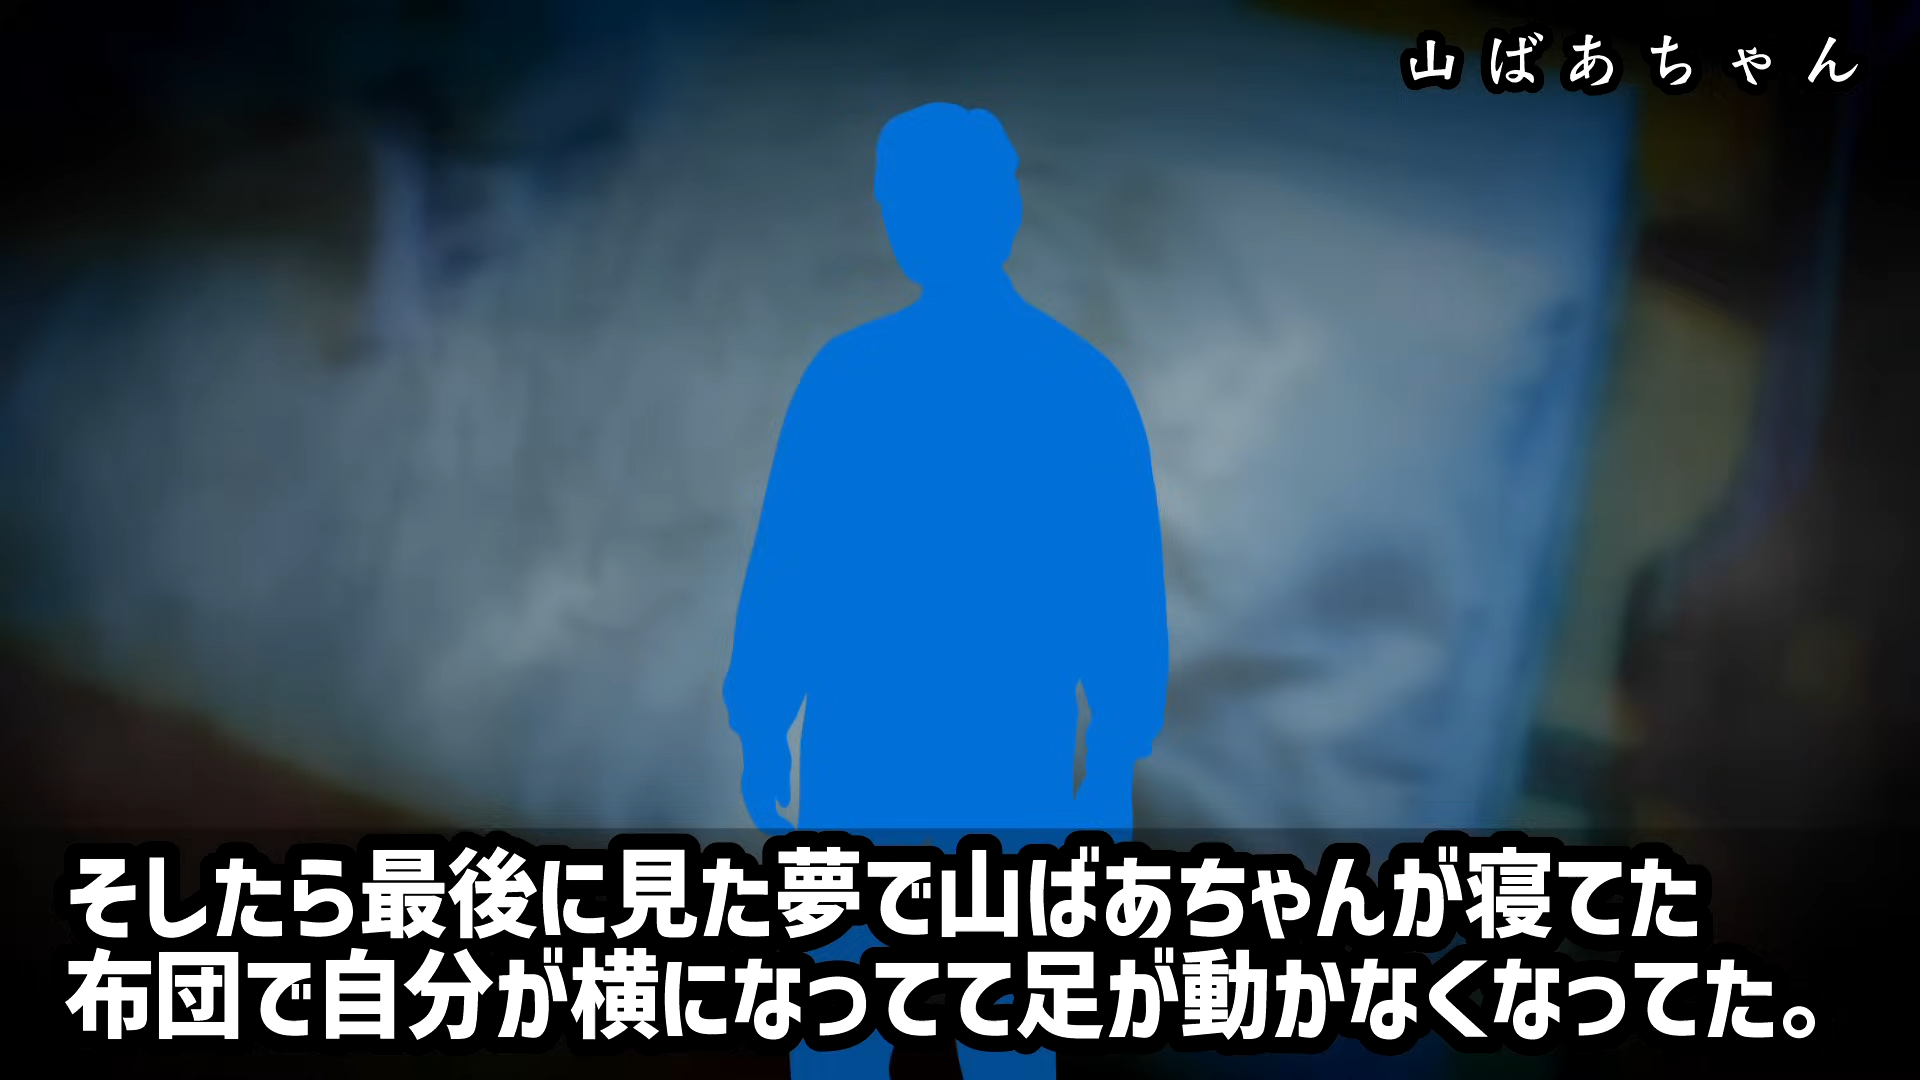 山ばあちゃん
そしたら最後に見た夢で山ばあちゃんが寝てた
布団で自分が横になってて足が動かなくなってた。